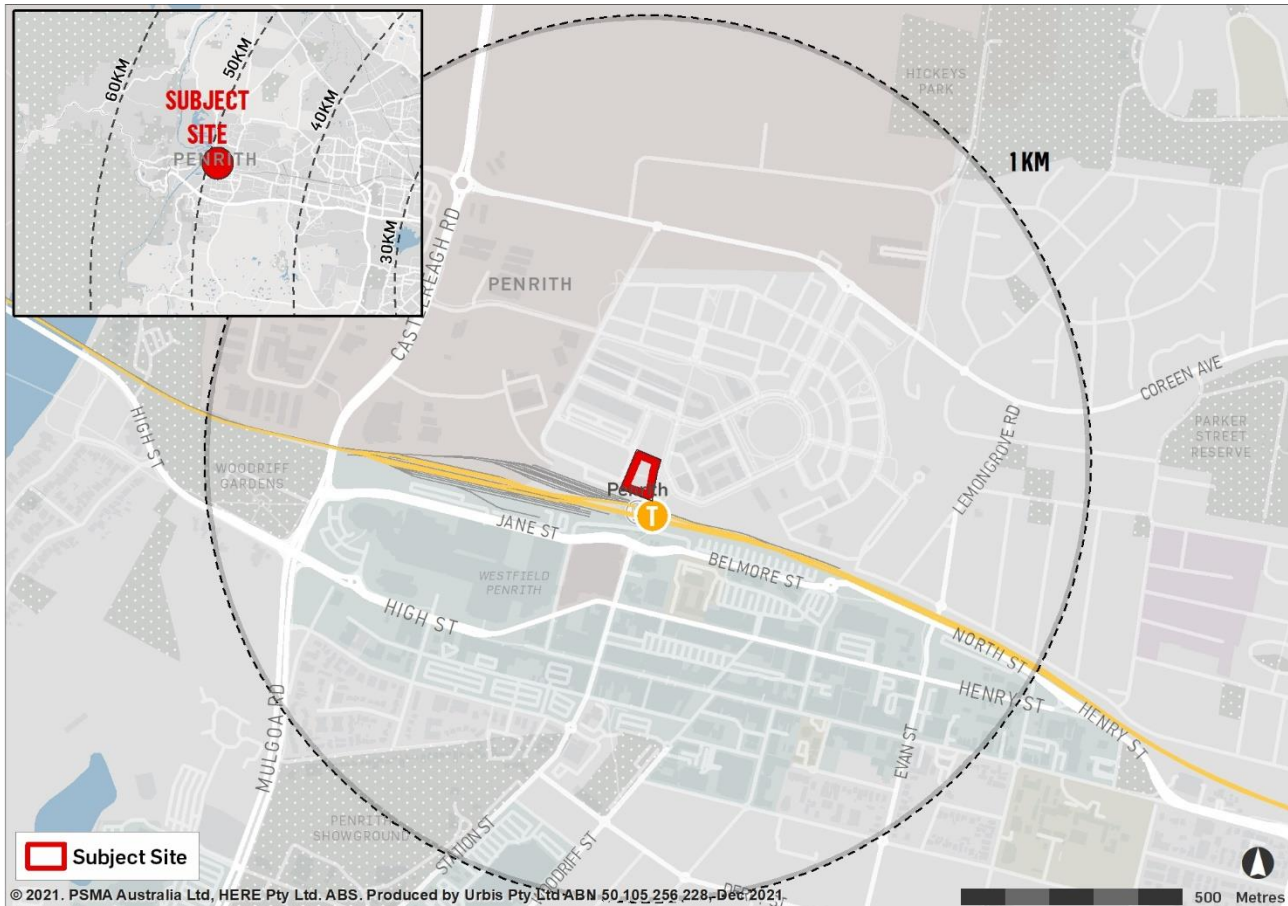 60KM
50KM
40KM
30KM
SUBJECT
SITE
PENRITH
HICKEYS
PARK
1 KM
CASTLEREAGH RD
PENRITH
COREEN AVE
PARKER
STREET
RESERVE
LEMONGROVE RD
HIGH ST
WOODRIFF
GARDENS
Penrith
T
JANE ST
BELMORE ST
WESTFIELD
PENRITH
HIGH ST
NORTH ST
HENRY ST
HENRY ST
EVAN ST
MULGOA RD
PENRITH
SHOWGROUND
STATION ST
WOODRIFF ST
Subject Site
© 2021. PSMA Australia Ltd, HERE Pty Ltd. ABS. Produced by Urbis Pty Ltd ABN 50 105 256 228, Dec 2021
500 Metres